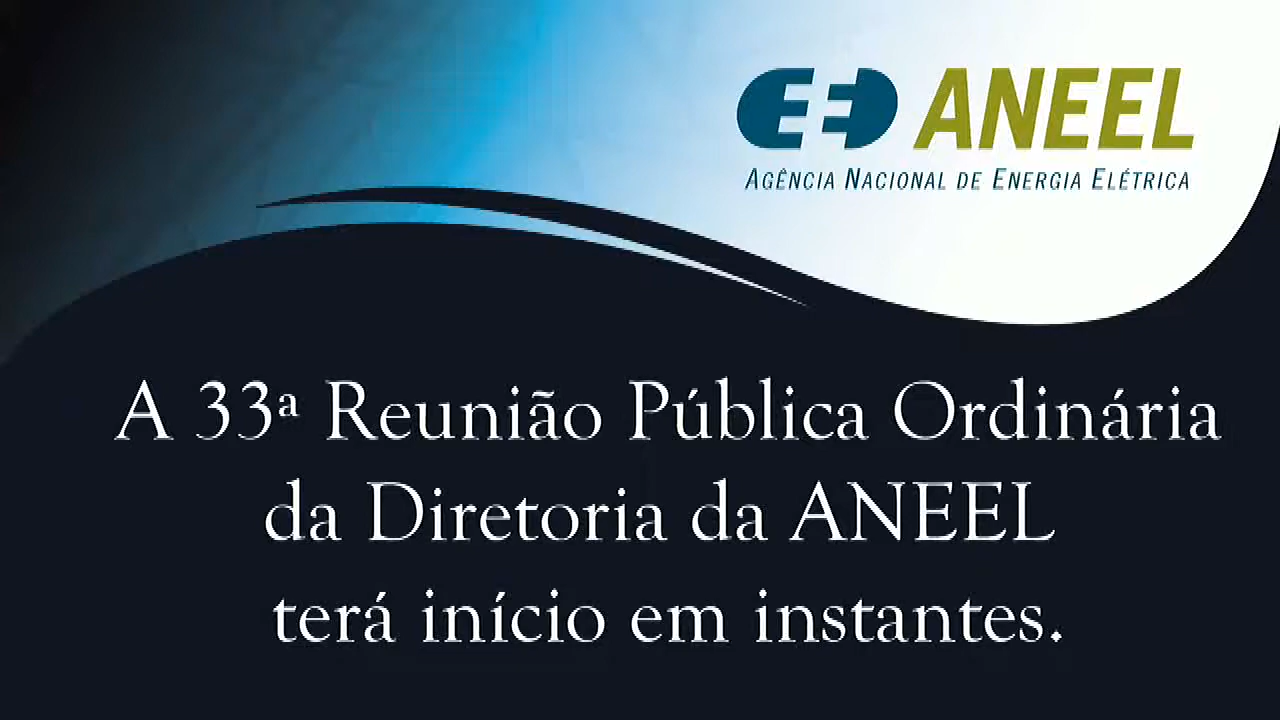 ANEEL
AGÊNCIA NACIONAL DE ENERGIA ELÉTRICA
A 33ª Reunião Pública Ordinária
da Diretoria da ANEEL
terá início em instantes.